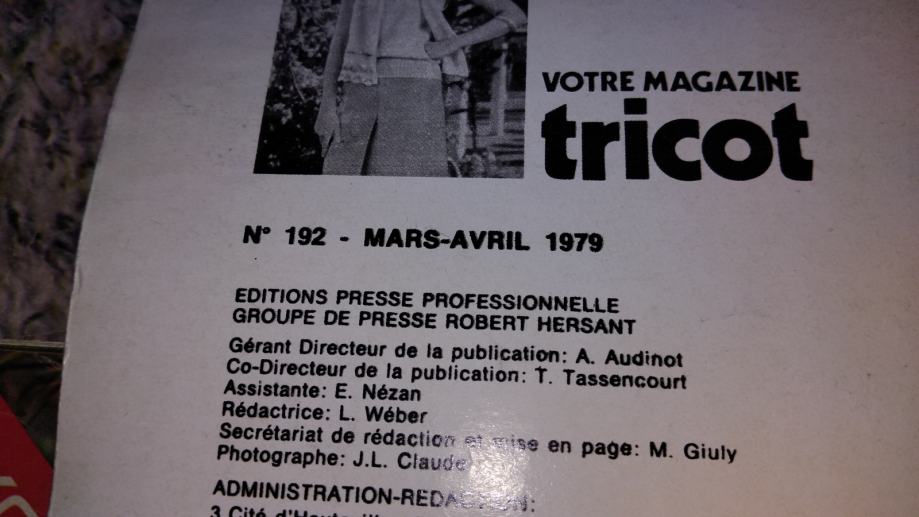 VOTRE MAGAZINE
tricot
N° 192 - MARS-AVRIL 1979
EDITIONS PRESSE PROFESSIONNELLE
GROUPE DE PRESSE ROBERT HERSANT
Gérant Directeur de la publication: A. Audinot
Co-Directeur de la publication: T. Tassencourt
Assistante: E. Nézan
Rédactrice: L. Wéber
Secrétariat de rédaction et mise en page: M. Giuly
Photographe: J.L. Claude
ADMINISTRATION-REDACTION:
3 Cité